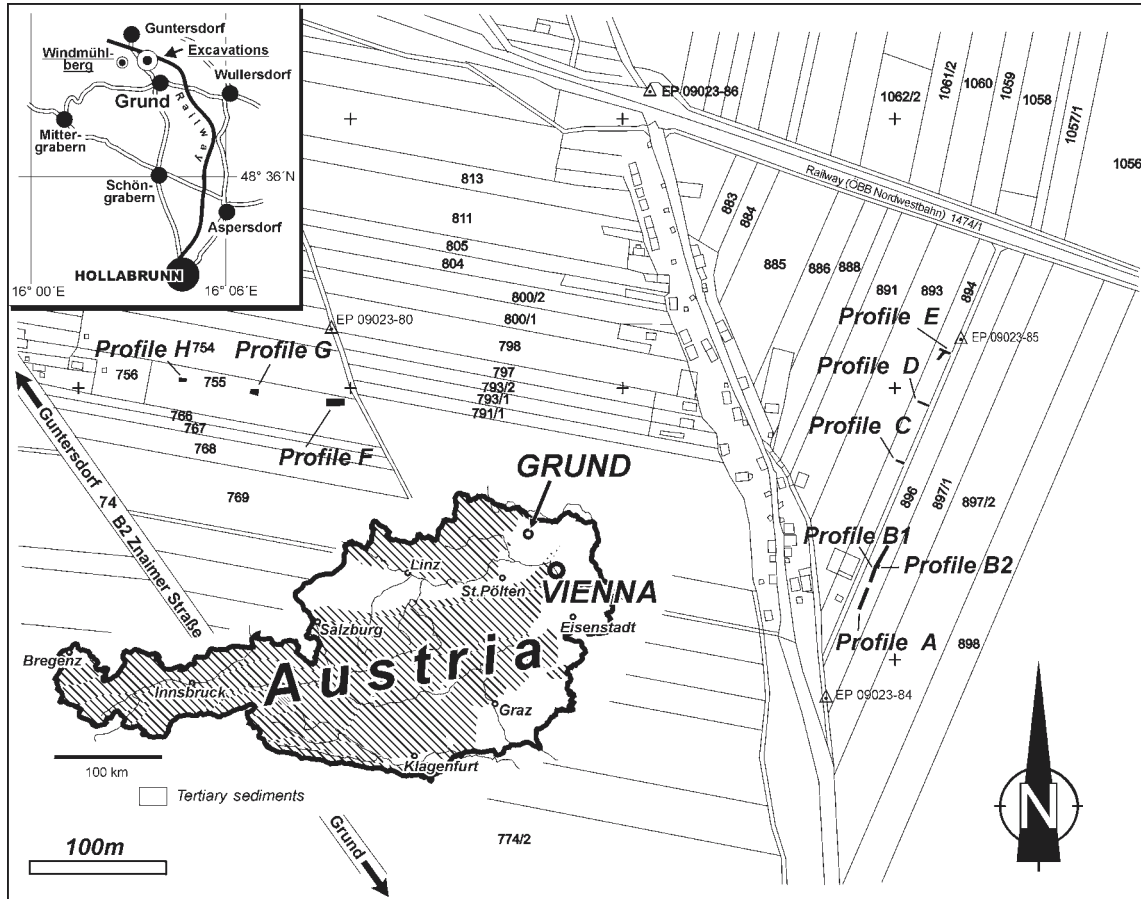 Guntersdorf
Windmühl-
berg
Excavations
Wullersdorf
Grund
Railway
Mitter-
grabern
Schön-
grabern
48° 36´N
Aspersdorf
HOLLABRUNN
16° 00´E
16° 06´E
EP 09023-86
1062/2
1061/2
1060
1059
1058
1057/1
1056
Railway (ÖBB Nordwestbahn) 1474/1
813
811
805
804
800/2
800/1
798
797
793/2
793/1
791/1
883
884
885
886
888
891
893
894
EP 09023-80
EP 09023-85
Profile E
Profile D
Profile C
Profile H
754
Profile G
756
755
766
767
768
Profile F
769
Guntersdorf
74
B2 Znaimer Straße
896
897/1
897/2
Profile B1
Profile B2
Profile A
898
EP 09023-84
GRUND
Linz
St.Pölten
VIENNA
Salzburg
Eisenstadt
Austria
Bregenz
Innsbruck
Graz
Klagenfurt
100 km
Tertiary sediments
774/2
100m
Grund
N